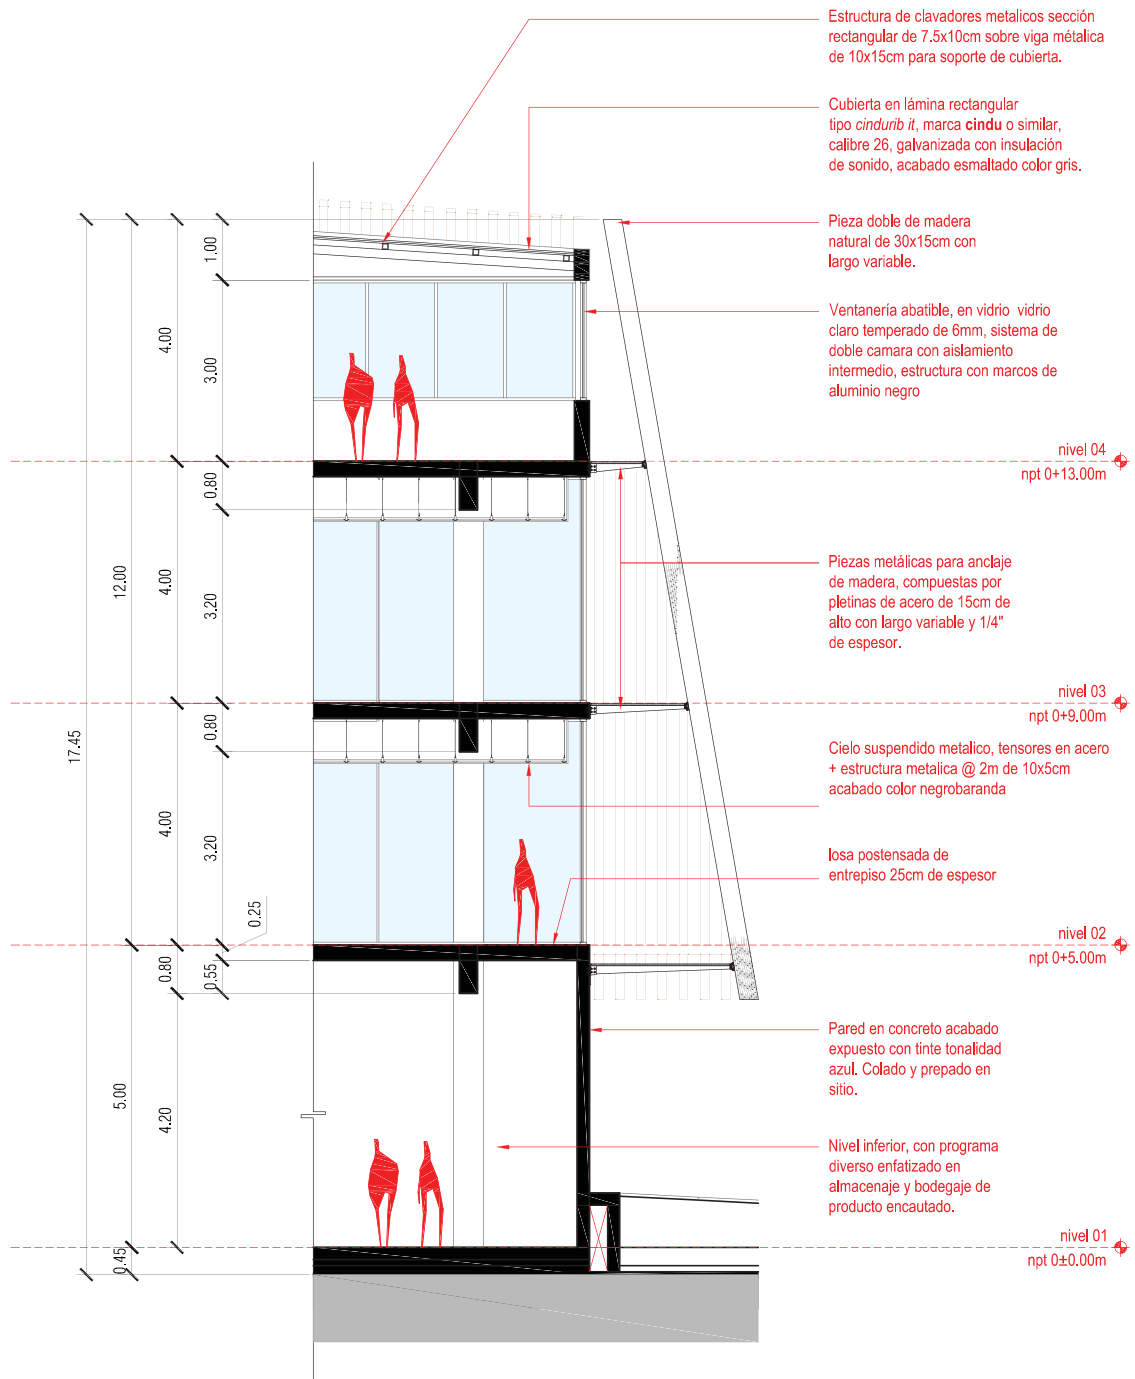 Estructura de clavadores metalicos sección
rectangular de 7.5x10cm sobre viga métalica
de 10x15cm para soporte de cubierta.
Cubierta en lámina rectangular
tipo cindurib it, marca cindu o similar,
calibre 26, galvanizada con insulación
de sonido, acabado esmaltado color gris.
Pieza doble de madera
natural de 30x15cm con
largo variable.
Ventanería abatible, en vidrio vidrio
claro temperado de 6mm, sistema de
doble camara con aislamiento
intermedio, estructura con marcos de
aluminio negro
nivel 04
npt 0+13.00m
Piezas metálicas para anclaje
de madera, compuestas por
pletinas de acero de 15cm de
alto con largo variable y 1/4"
de espesor.
nivel 03
npt 0+9.00m
Cielo suspendido metalico, tensores en acero
+ estructura metalica @ 2m de 10x5cm
acabado color negrobaranda
losa postensada de
entrepiso 25cm de espesor
nivel 02
npt 0+5.00m
Pared en concreto acabado
expuesto con tinte tonalidad
azul. Colado y prepado en
sitio.
Nivel inferior, con programa
diverso enfatizado en
almacenaje y bodegaje de
producto encautado.
nivel 01
npt 0±0.00m
17.45
12.00
5.00
0.45
4.00
4.00
4.00
0.80
4.20
1.00
3.00
0.80
3.20
0.80
3.20
0.25
0.55